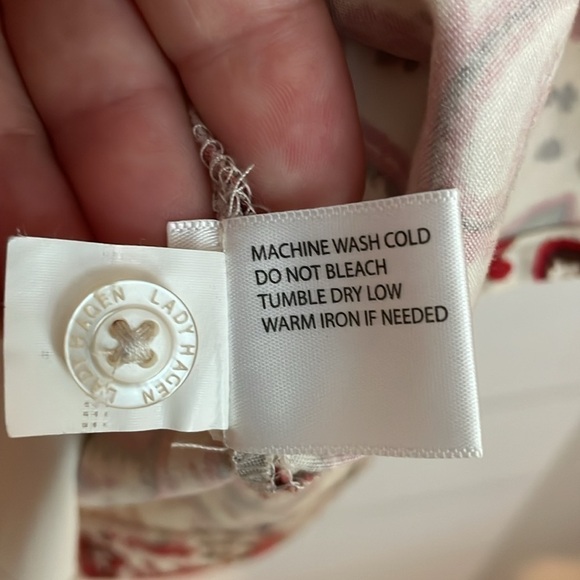 LADY HAGEN LADY HAGEN
MACHINE WASH COLD
DO NOT BLEACH
TUMBLE DRY LOW
WARM IRON IF NEEDED